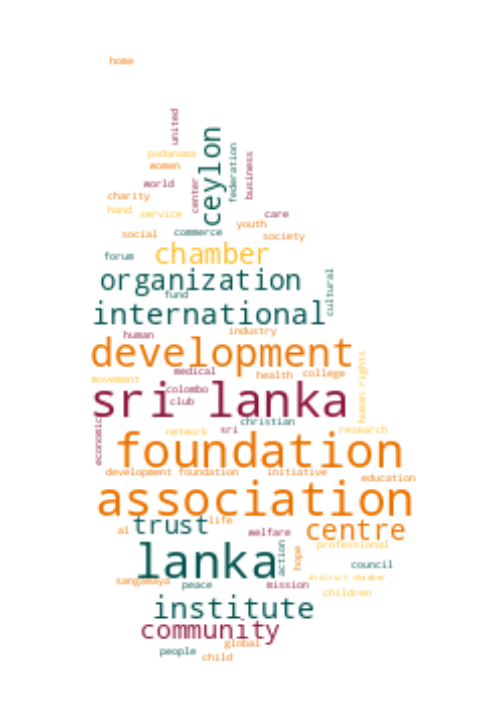 home
united
ceylon
padanama
federation
business
women
world
center
charity
hand
service
care
youth
social
commerce
society
chamber
forum
organization
cultural
fund
international
human
industry
development
medical
health
college
movement
human rights
sri lanka
colombo
club
economic
christian
network
sri
research
foundation
development foundation
initiative
education
association
trust
life
al
welfare
centre
professional
lanka
action
hope
council
district chamber
sangamaya
peace
mission
children
institute
community
global
people
child